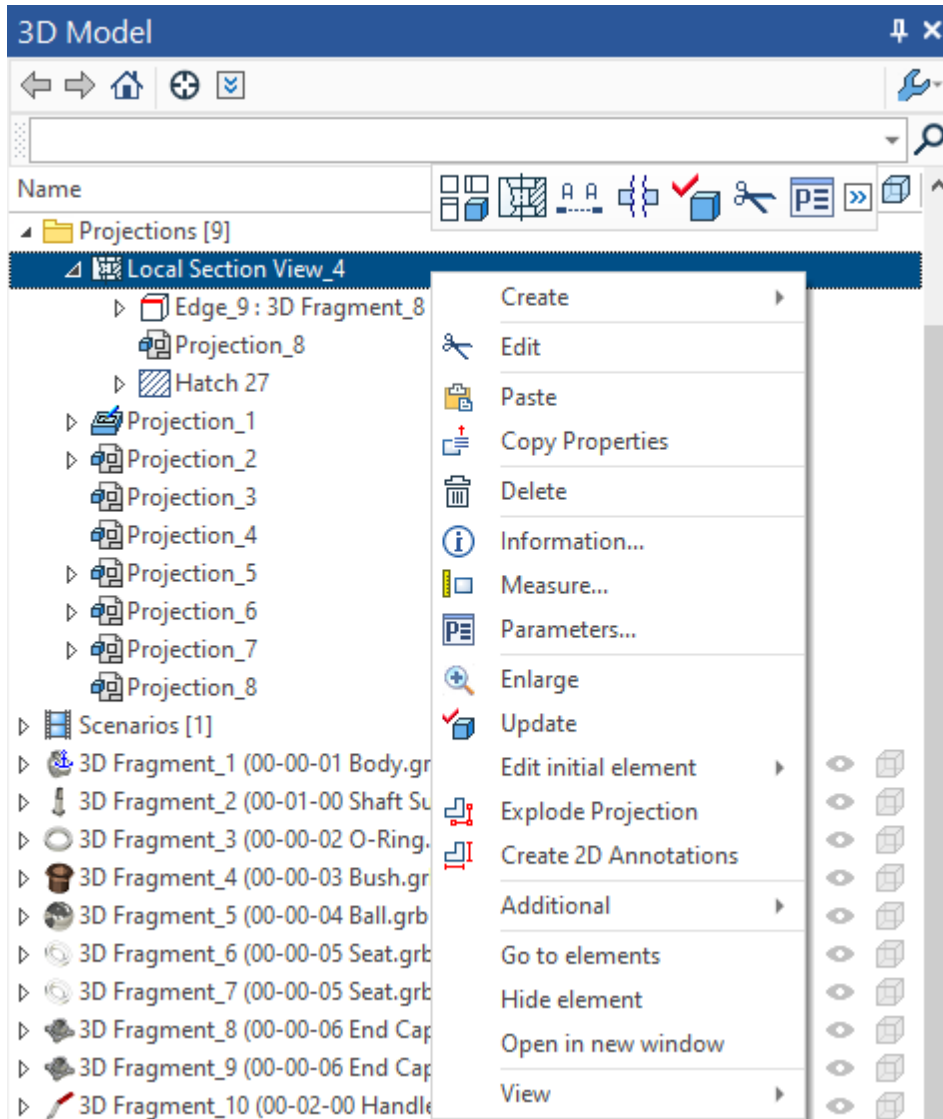 3D Model
Name
Projections [9]
Local Section View_4
Edge_9 : 3D Fragment_8
Projection_8
Hatch 27
Projection_1
Projection_2
Projection_3
Projection_4
Projection_5
Projection_6
Projection_7
Projection_8
Scenarios [1]
3D Fragment_1 (00-00-01 Body.gr
3D Fragment_2 (00-01-00 Shaft Su
3D Fragment_3 (00-00-02 O-Ring.
3D Fragment_4 (00-00-03 Bush.gr
3D Fragment_5 (00-00-04 Ball.grb
3D Fragment_6 (00-00-05 Seat.grb
3D Fragment_7 (00-00-05 Seat.grb
3D Fragment_8 (00-00-06 End Cap
3D Fragment_9 (00-00-06 End Cap
3D Fragment_10 (00-02-00 Handle
A A
PE
Create
Edit
Paste
Copy Properties
Delete
Information...
Measure...
PE Parameters...
Enlarge
Update
Edit initial element
Explode Projection
Create 2D Annotations
Additional
Go to elements
Hide element
Open in new window
View